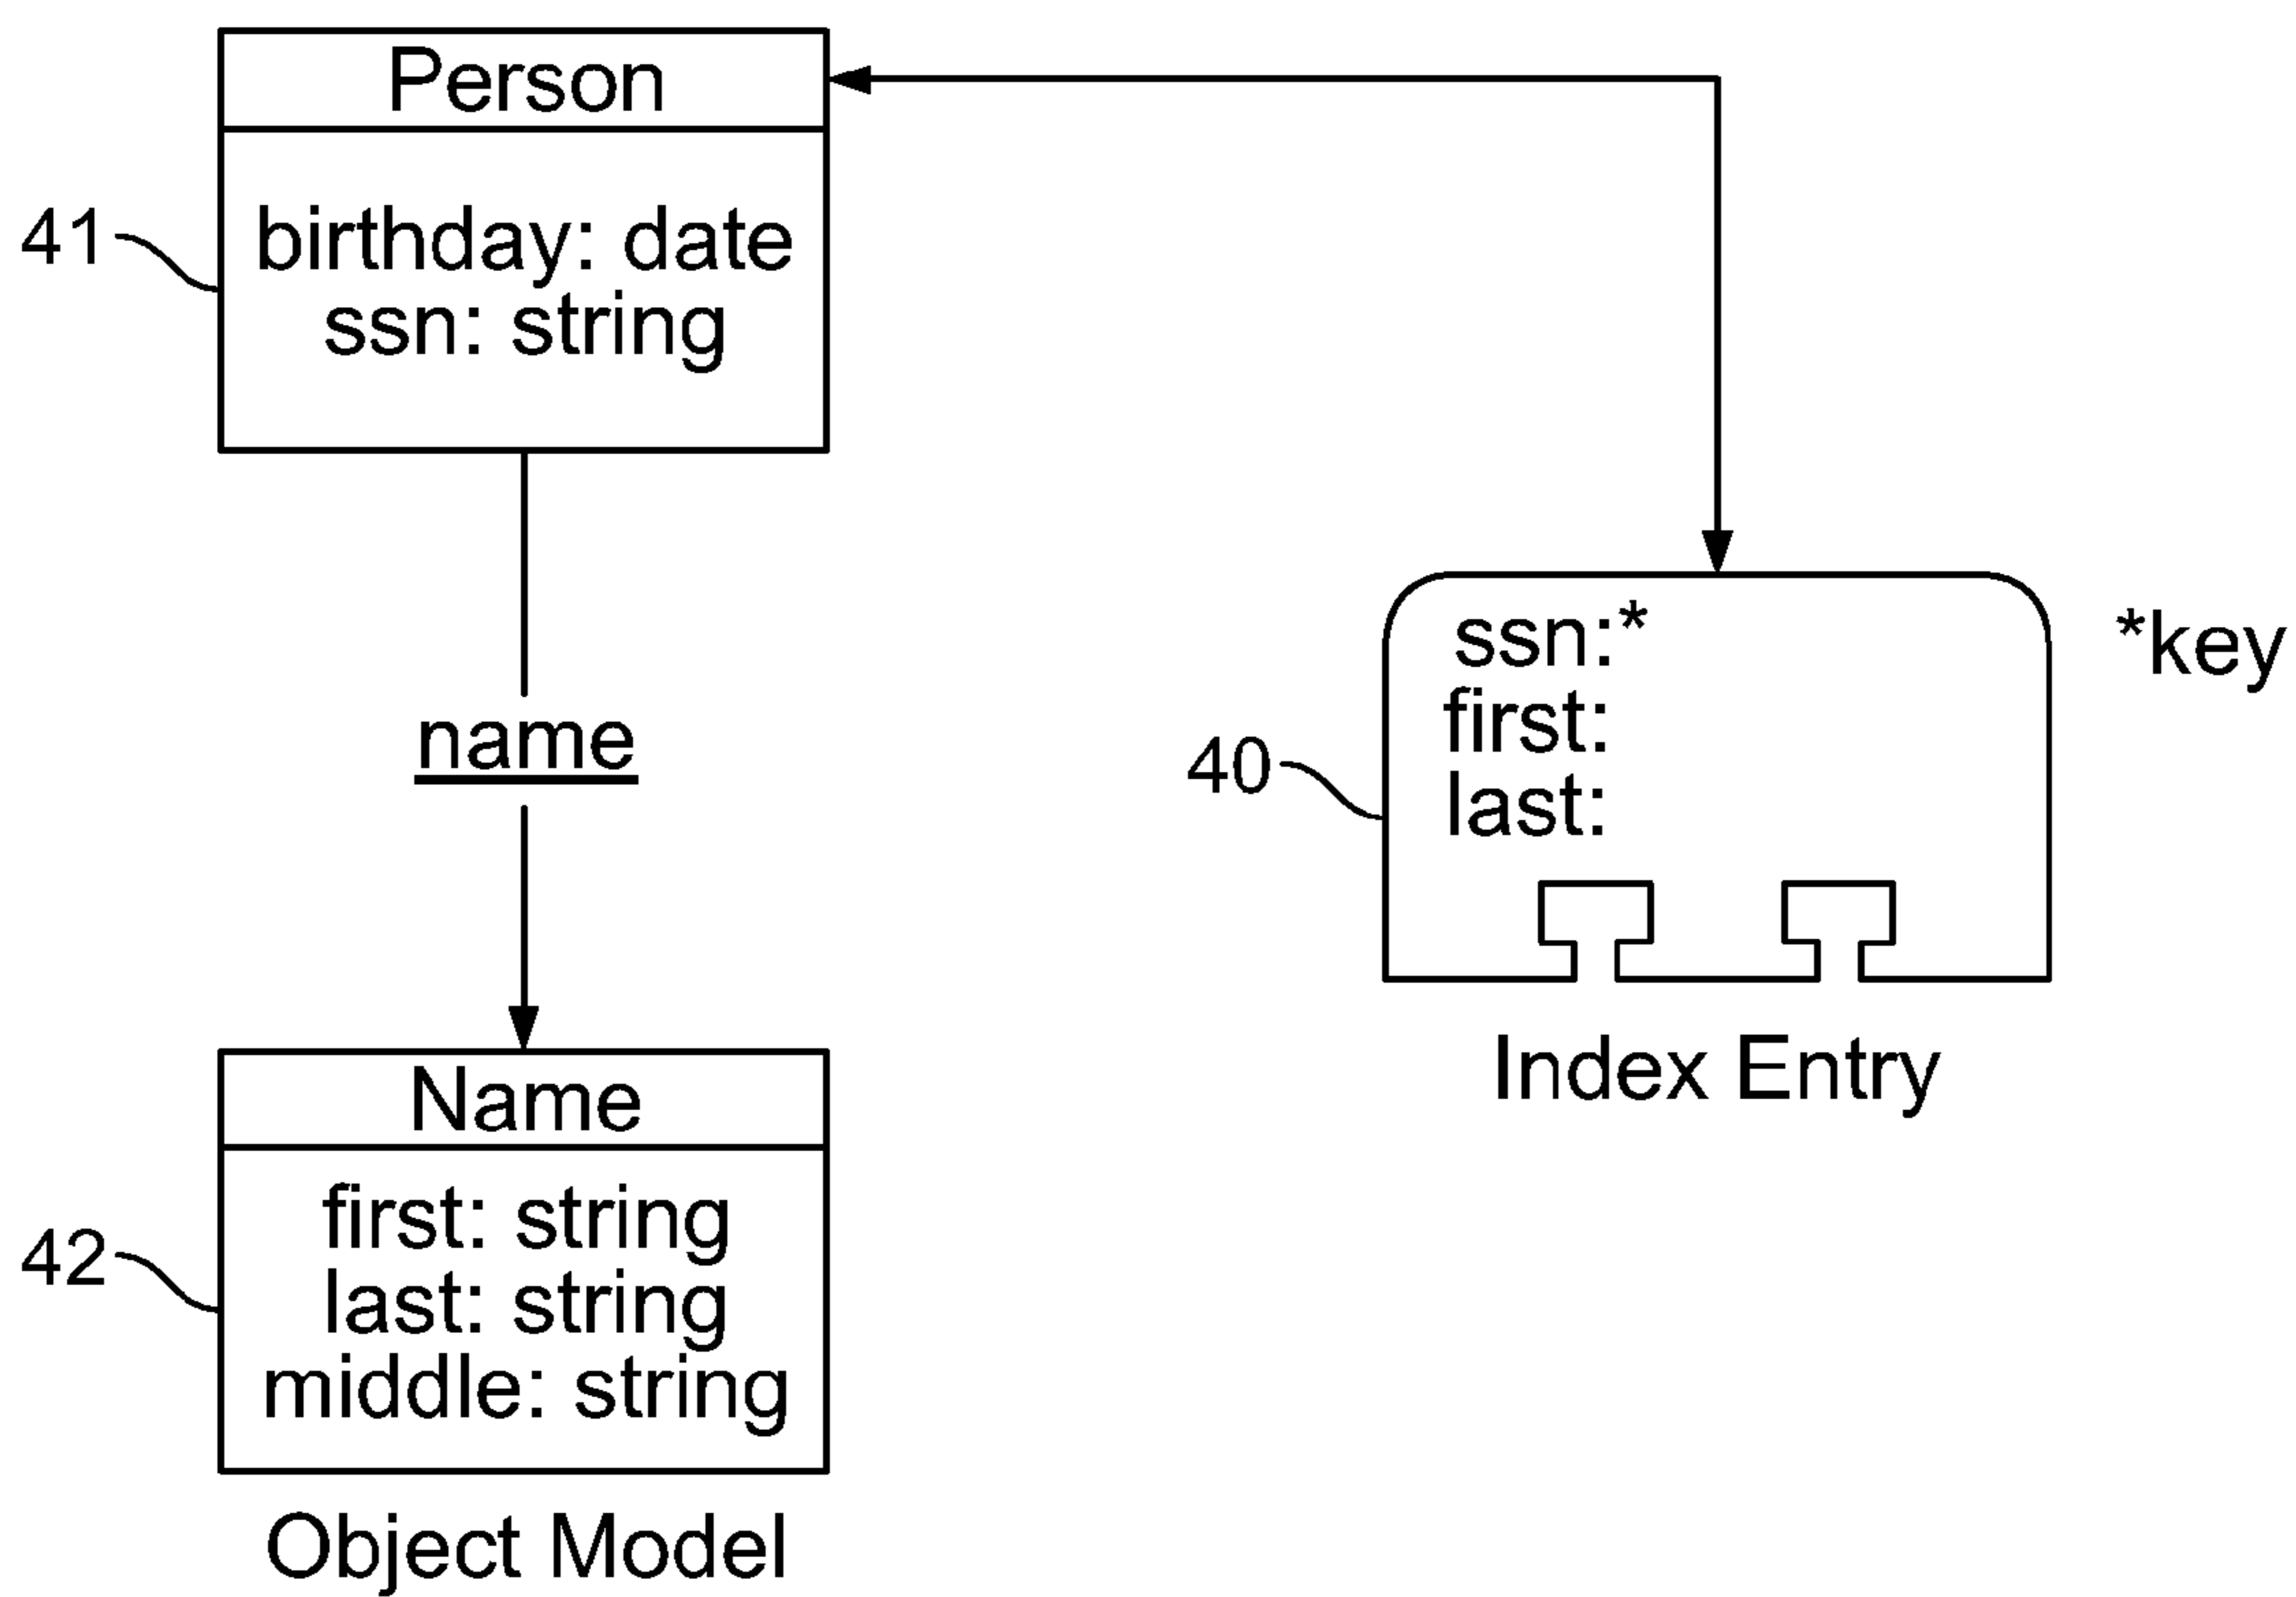 Person
41
birthday: date
ssn: string
name
Name
42
first: string
last: string
middle: string
Object Model
ssn:*
first:
last:
*key
40
Index Entry